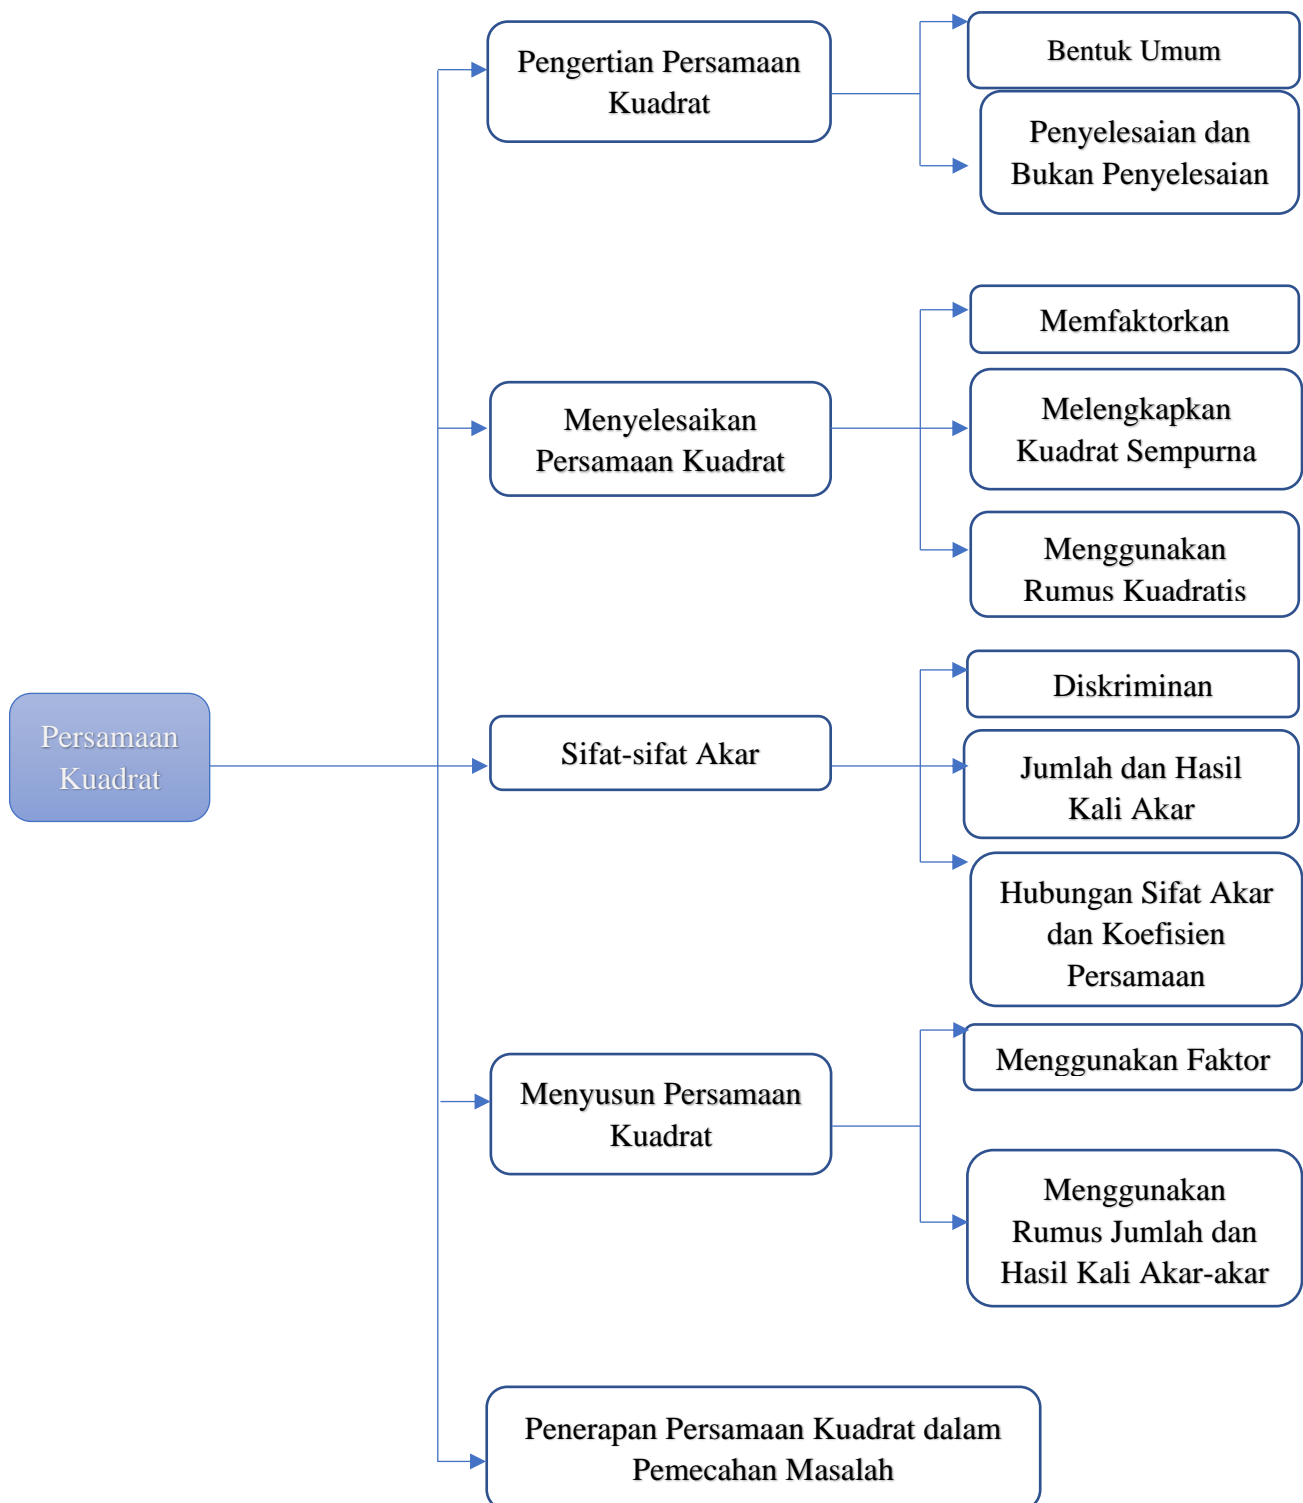 Pengertian Persamaan
Kuadrat
Bentuk Umum
Penyelesaian dan
Bukan Penyelesaian
Menyelesaikan
Persamaan Kuadrat
Memfaktorkan
Melengkapkan
Kuadrat Sempurna
Menggunakan
Rumus Kuadratis
Persamaan
Kuadrat
Sifat-sifat Akar
Diskriminan
Jumlah dan Hasil
Kali Akar
Hubungan Sifat Akar
dan Koefisien
Persamaan
Menyusun Persamaan
Kuadrat
Menggunakan Faktor
Menggunakan
Rumus Jumlah dan
Hasil Kali Akar-akar
Penerapan Persamaan Kuadrat dalam
Pemecahan Masalah